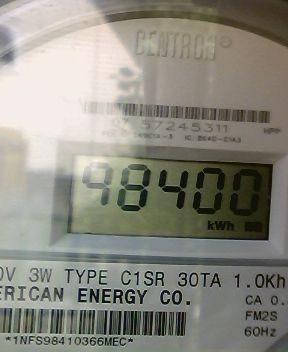 CENTRON®
57245311
98400
kWh
0V 3W TYPE C1SR 30TA 1.0Kh
ERICAN ENERGY CO.
CA 0.
FM2S
60Hz
*1NFS98410366MEC*